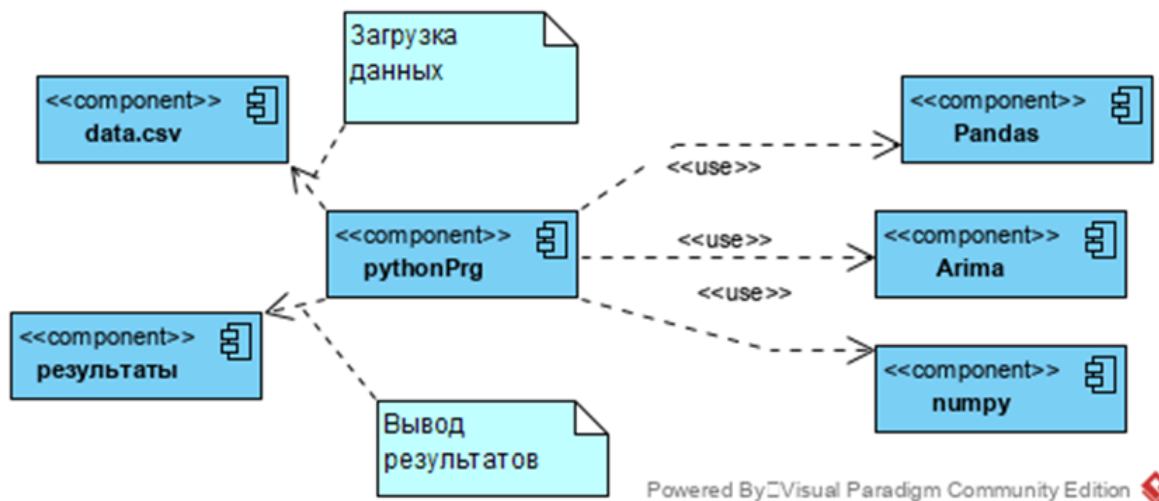 Загрузка
данных
<<component>>
data.csv
<<component>>
Pandas
<<use>>
<<component>>
pythonPrg
<<use>>
<<component>>
Arima
<<use>>
<<component>>
результаты
<<component>>
numpy
Вывод
результатов
Powered By□Visual Paradigm Community Edition